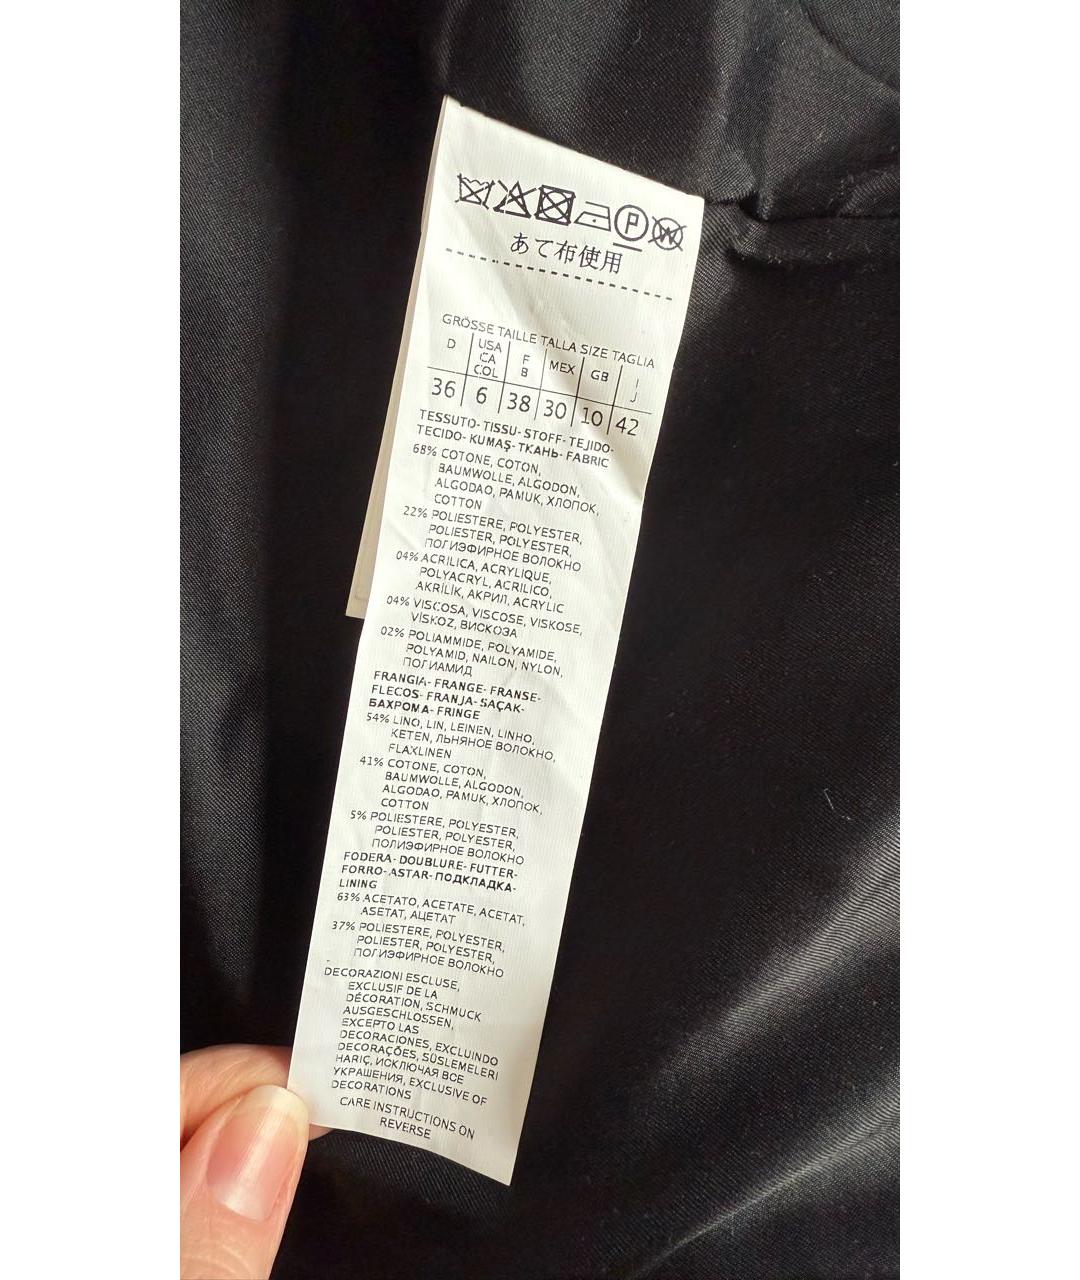 P W
あて布使用
GRÖSSE TAILLE TALLA SIZE TAGLIA
D USA CA COL F B MEX GB I J
36 6 38 30 10 42
TESSUTO- TISSU- STOFF- TEJIDO-
TECIDO- KUMAŞ- ТКАНЬ- FABRIC
68% COTONE, COTON,
BAUMWOLLE, ALGODON,
ALGODAO, PAMUK, ХЛОПОК,
COTTON
22% POLIESTERE, POLYESTER,
POLIESTER, POLYESTER,
ПОЛИЭФИРНОЕ ВОЛОКНО
04% ACRILICA, ACRYLIQUE,
POLYACRYL, ACRILICO,
AKRİLİK, АКРИЛ, ACRYLIC
04% VISCOSA, VISCOSE, VISKOSE,
VİSKOZ, ВИСКОЗА
02% POLIAMMIDE, POLYAMIDE,
POLYAMID, NAILON, NYLON,
ПОЛИАМИД
FRANGIA- FRANGE- FRANSE-
FLECOS- FRANJA- SAÇAK-
БАХРОМА- FRINGE
54% LINO, LIN, LEINEN, LINHO,
KETEN, ЛЬНЯНОЕ ВОЛОКНО,
FLAXLINEN
41% COTONE, COTON,
BAUMWOLLE, ALGODON,
ALGODAO, PAMUK, ХЛОПОК,
COTTON
5% POLIESTERE, POLYESTER,
POLIESTER, POLYESTER,
ПОЛИЭФИРНОЕ ВОЛОКНО
FODERA- DOUBLURE- FUTTER-
FORRO- ASTAR- ПОДКЛАДКА-
LINING
63% ACETATO, ACETATE, ACETAT,
ASETAT, АЦЕТАТ
37% POLIESTERE, POLYESTER,
POLIESTER, POLYESTER,
ПОЛИЭФИРНОЕ ВОЛОКНО
DECORAZIONI ESCLUSE,
EXCLUSIF DE LA
DÉCORATION, SCHMUCK
AUSGESCHLOSSEN,
EXCEPTO LAS
DECORACIONES, EXCLUINDO
DECORAÇÕES, SÜSLEMELERI
HARIÇ, ИСКЛЮЧАЯ ВСЕ
УКРАШЕНИЯ, EXCLUSIVE OF
DECORATIONS
CARE INSTRUCTIONS ON
REVERSE